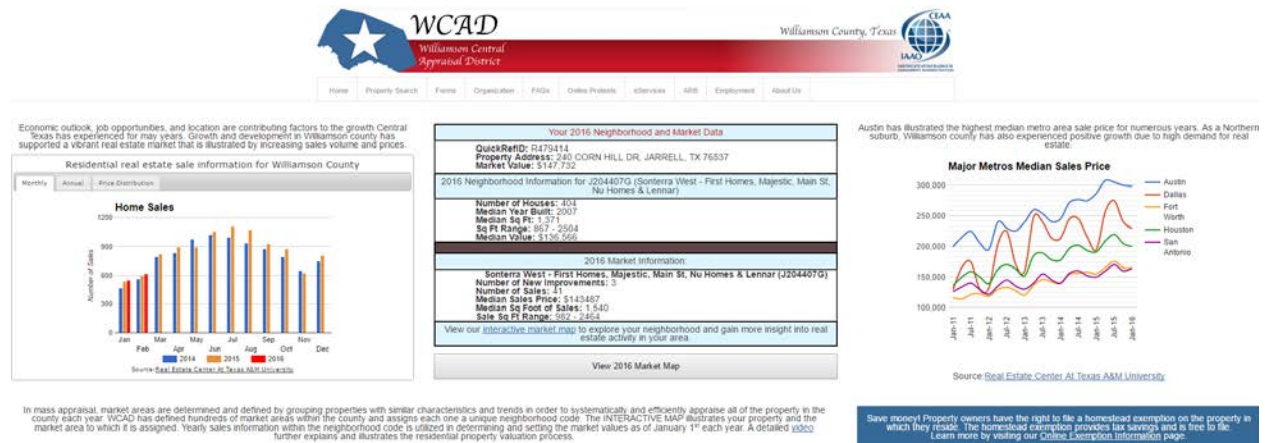 WCAD
Williamson Central
Appraisal District
Williamson County, Texas
CEAA
IAAO
Home Property Search Forms Organization FAQs Online Protests eServices ARB Employment About Us
Economic outlook, job opportunities, and location are contributing factors to the growth Central
Texas has experienced for may years. Growth and development in Williamson county has
supported a vibrant real estate market that is illustrated by increasing sales volume and prices.
Residential real estate sale information for Williamson County
Monthly Annual Price Distribution
Home Sales
Number of Sales
1200
900
600
300
0
Jan Mar May Jul Sep Nov
Feb Apr Jun Aug Oct Dec
2014 2015 2016
Source: Real Estate Center At Texas A&M University
Your 2016 Neighborhood and Market Data
QuickRefID: R479414
Property Address: 240 CORN HILL DR, JARRELL, TX 76537
Market Value: $147,732
2016 Neighborhood Information for J204407G (Sonterra West - First Homes, Majestic, Main St,
Nu Homes & Lennar)
Number of Houses: 404
Median Year Built: 2007
Median Sq Ft: 1,371
Sq Ft Range: 867 - 2504
Median Value: $136,566
2016 Market Information:
Sonterra West - First Homes, Majestic, Main St, Nu Homes & Lennar (J204407G)
Number of New Improvements: 3
Number of Sales: 41
Median Sales Price: $143487
Median Sq Foot of Sales: 1,540
Sale Sq Ft Range: 982 - 2464
View our interactive market map to explore your neighborhood and gain more insight into real
estate activity in your area.
View 2016 Market Map
Austin has illustrated the highest median metro area sale price for numerous years. As a Northern
suburb, Williamson county has also experienced positive growth due to high demand for real
estate.
Major Metros Median Sales Price
300,000
250,000
200,000
150,000
100,000
Jan-11 Jul-11 Jan-12 Jul-12 Jan-13 Jul-13 Jan-14 Jul-14 Jan-15 Jul-15 Jan-16
Austin
Dallas
Fort
Worth
Houston
San
Antonio
Source: Real Estate Center At Texas A&M University
In mass appraisal, market areas are determined and defined by grouping properties with similar characteristics and trends in order to systematically and efficiently appraise all of the property in the
county each year. WCAD has defined hundreds of market areas within the county and assigns each one a unique neighborhood code. The INTERACTIVE MAP illustrates your property and the
market area to which it is assigned. Yearly sales information within the neighborhood code is utilized in determining and setting the market values as of January 1st each year. A detailed video
further explains and illustrates the residential property valuation process.
Save money! Property owners have the right to file a homestead exemption on the property in
which they reside. The homestead exemption provides tax savings and is free to file.
Learn more by visiting our Online Exemption Information page.